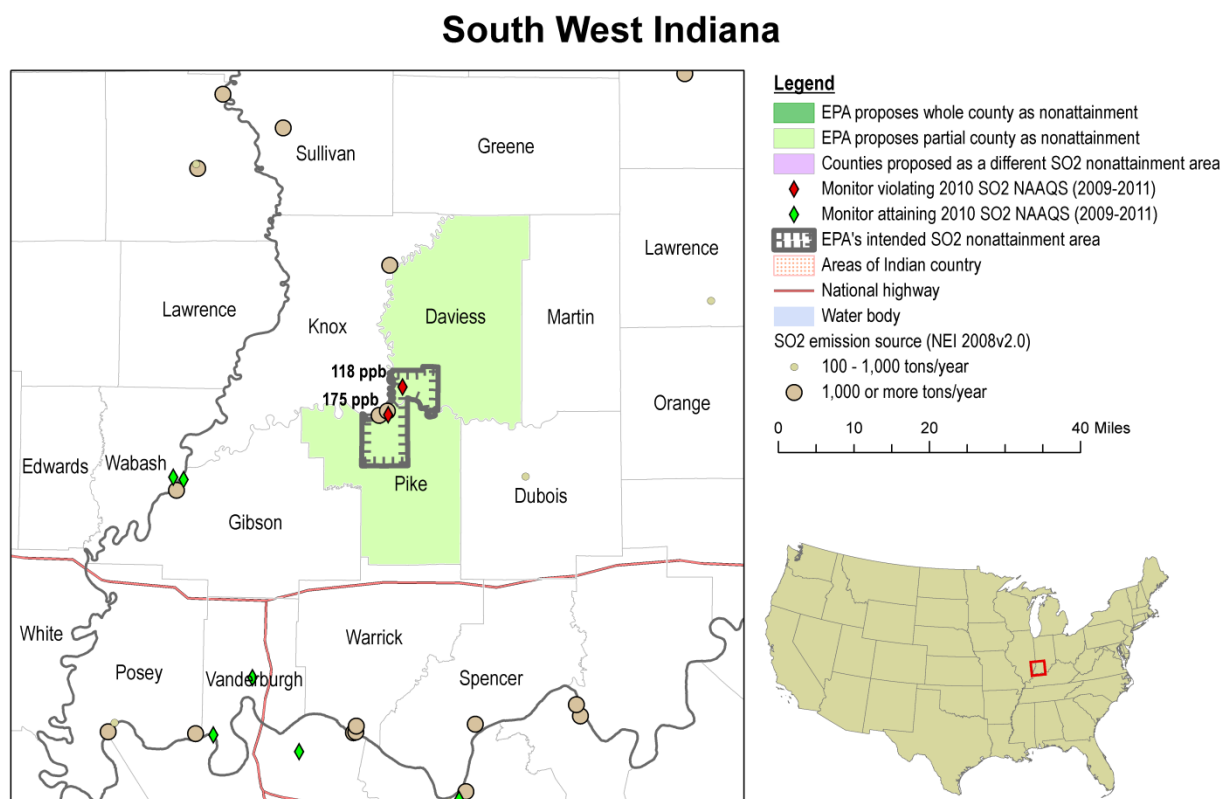 South West Indiana
Sullivan
Greene
Lawrence
Lawrence
Knox
Daviess
Martin
118 ppb
175 ppb
Orange
Edwards
Wabash
Pike
Dubois
Gibson
White
Warrick
Posey
Vanderburgh
Spencer
Legend
EPA proposes whole county as nonattainment
EPA proposes partial county as nonattainment
Counties proposed as a different SO2 nonattainment area
Monitor violating 2010 SO2 NAAQS (2009-2011)
Monitor attaining 2010 SO2 NAAQS (2009-2011)
EPA's intended SO2 nonattainment area
Areas of Indian country
National highway
Water body
SO2 emission source (NEI 2008v2.0)
100 - 1,000 tons/year
1,000 or more tons/year
0 10 20 40 Miles